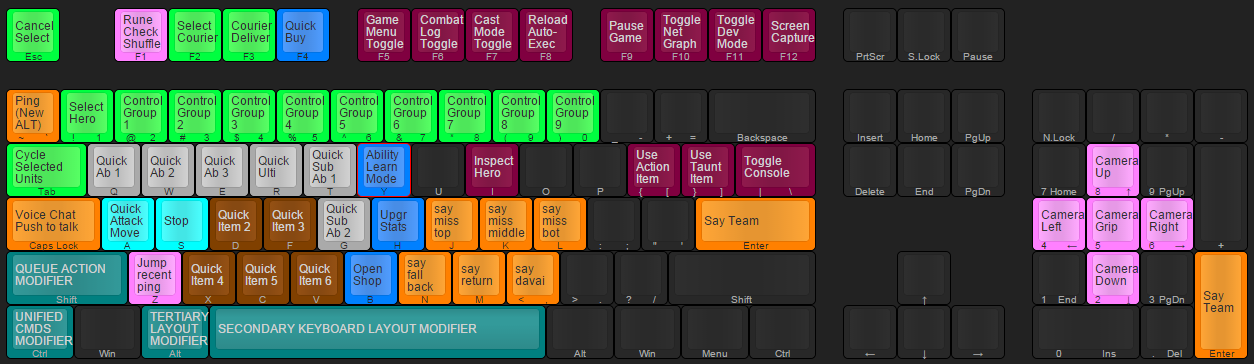 Cancel Select Esc
Rune Check Shuffle F1
Select Courier F2
Courier Deliver F3
Quick Buy F4
Game Menu Toggle F5
Combat Log Toggle F6
Cast Mode Toggle F7
Reload Auto- Exec F8
Pause Game F9
Toggle Net Graph F10
Toggle Dev Mode F11
Screen Capture F12
PrtScr
S.Lock
Pause
Ping (New ALT) ~ `
Select Hero ! 1
Control Group 1 @ 2
Control Group 2 # 3
Control Group 3 $ 4
Control Group 4 % 5
Control Group 5 ^ 6
Control Group 6 & 7
Control Group 7 * 8
Control Group 8 ( 9
Control Group 9 ) 0
_ -
+ =
Backspace
Insert
Home
PgUp
N.Lock
/
*
-
Cycle Selected Units Tab
Quick Ab 1 Q
Quick Ab 2 W
Quick Ab 3 E
Quick Ulti R
Quick Sub Ab 1 T
Ability Learn Mode Y
U
Inspect Hero I
O
P
Use Action Item { [
Use Taunt Item } ]
Toggle Console | \
Delete
End
PgDn
7 Home
Camera Up 8 ↑
9 PgUp
Voice Chat Push to talk Caps Lock
Quick Attack Move A
Stop S
Quick Item 2 D
Quick Item 3 F
Quick Sub Ab 2 G
Upgr Stats H
say miss top J
say miss middle K
say miss bot L
: ;
" '
Say Team Enter
Camera Left 4 ←
Camera Grip 5
Camera Right 6 →
+
QUEUE ACTION MODIFIER Shift
Jump recent ping Z
Quick Item 4 X
Quick Item 5 C
Quick Item 6 V
Open Shop B
say fall back N
say return M
say davai < ,
> .
? /
Shift
↑
1 End
Camera Down 2 ↓
3 PgDn
Say Team Enter
UNIFIED CMDS MODIFIER Ctrl
Win
TERTIARY LAYOUT MODIFIER Alt
SECONDARY KEYBOARD LAYOUT MODIFIER
Alt
Win
Menu
Ctrl
←
↓
→
0 Ins
. Del